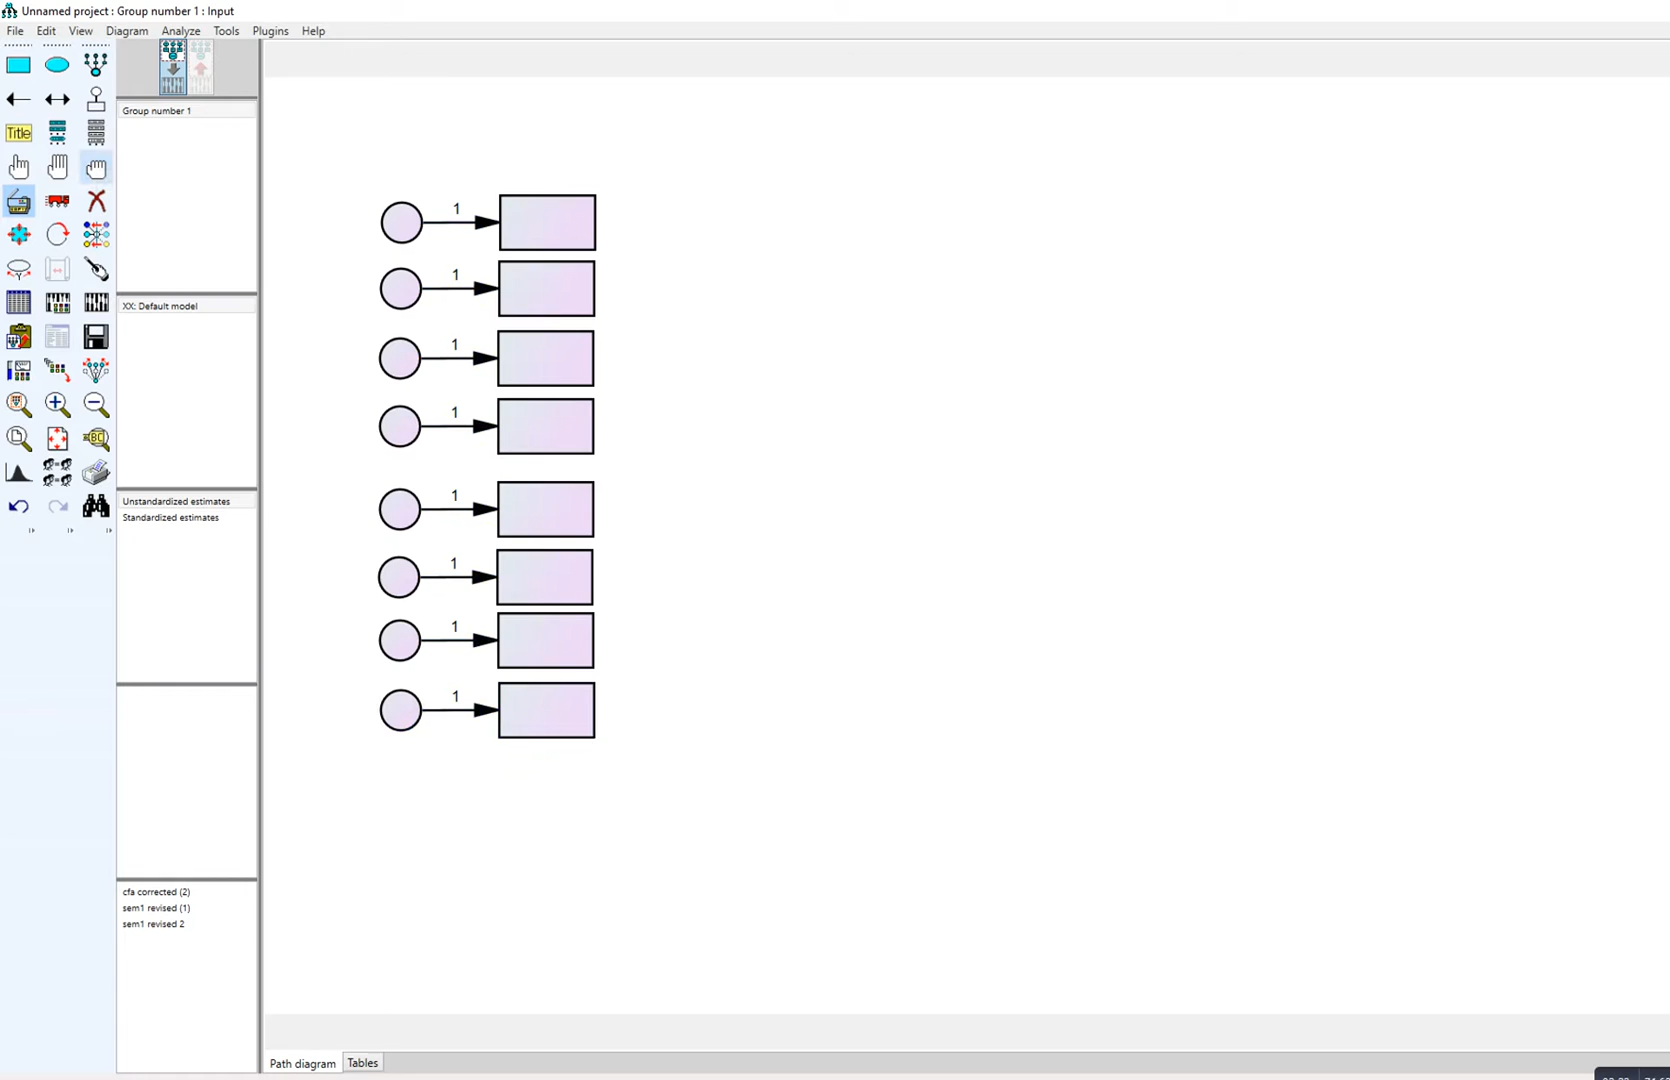 Unnamed project : Group number 1 : Input
File Edit View Diagram Analyze Tools Plugins Help
Title
Group number 1
XX: Default model
Unstandardized estimates
Standardized estimates
cfa corrected (2)
sem1 revised (1)
sem1 revised 2
1
1
1
1
1
1
1
1
Path diagram Tables